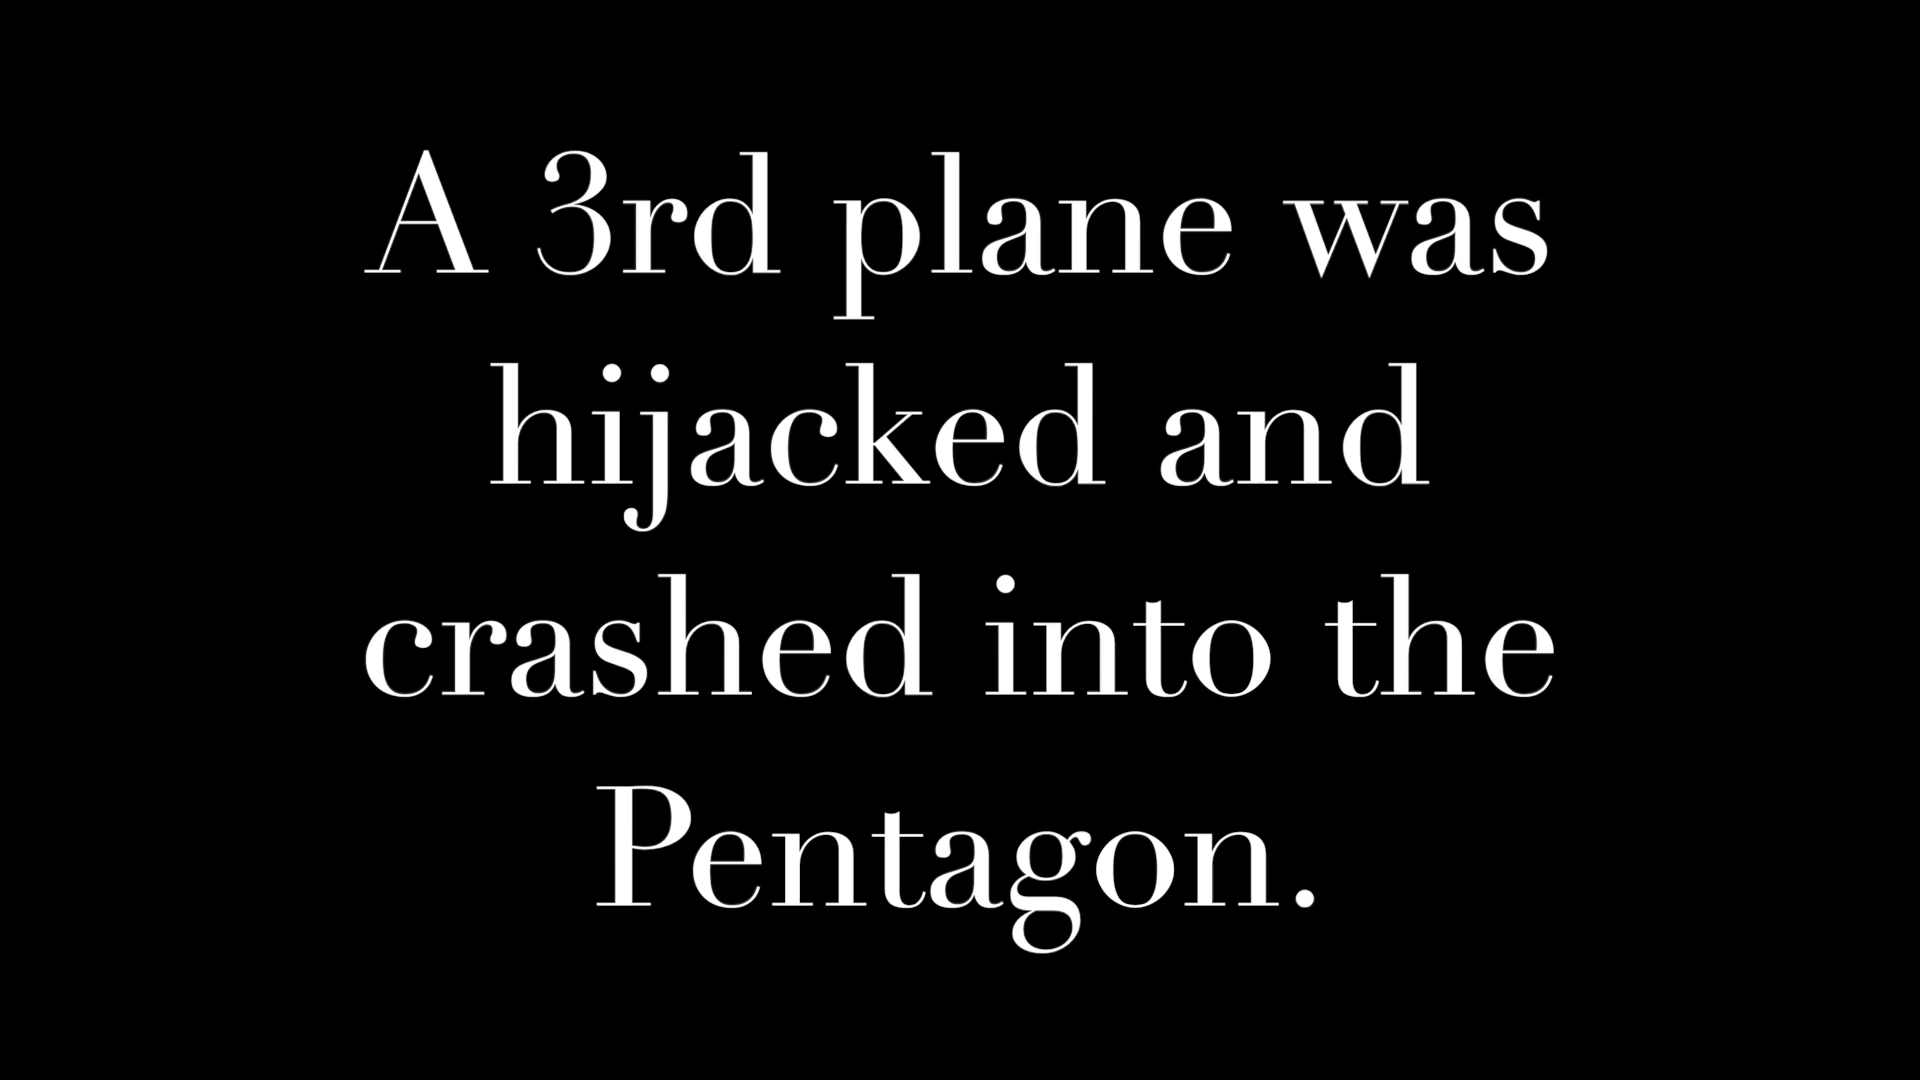 A 3rd plane was
hijacked and
crashed into the
Pentagon.